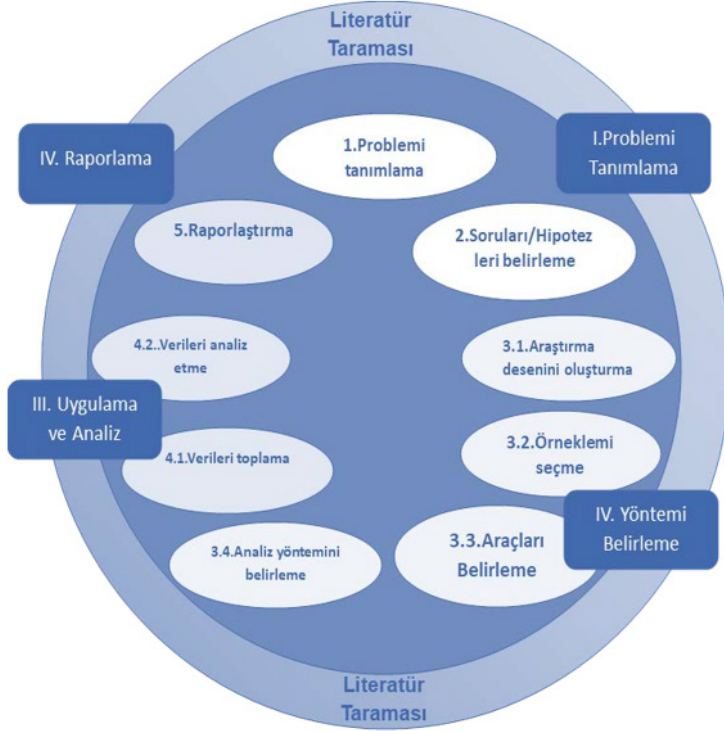 Literatür
Taraması
I.Problemi
Tanımlama
IV. Raporlama
1.Problemi
tanımlama
2.Soruları/Hipotez
leri belirleme
3.1.Araştırma
desenini oluşturma
3.2.Örneklemi
seçme
IV. Yöntemi
Belirleme
3.3.Araçları
Belirleme
3.4.Analiz yöntemini
belirleme
4.1.Verileri toplama
III. Uygulama
ve Analiz
4.2..Verileri analiz
etme
5.Raporlaştırma
Literatür
Taraması